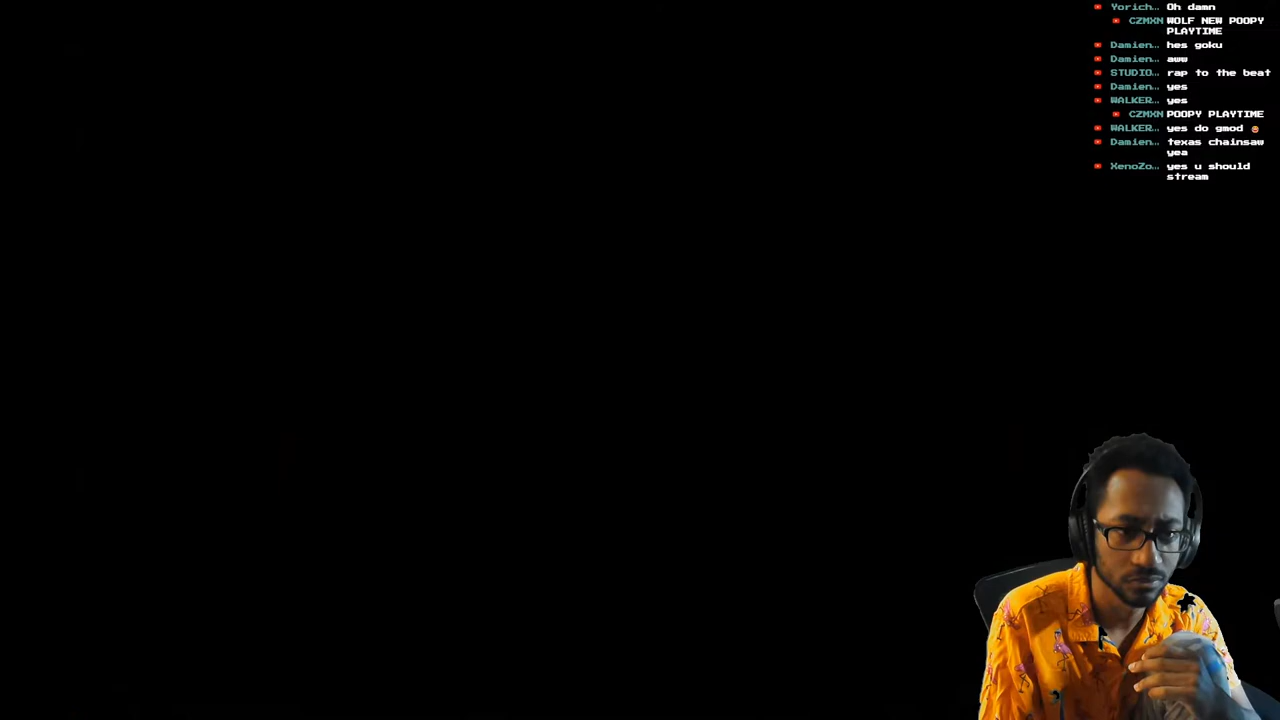 Yorich… Oh damn
CZMXN WOLF NEW POOPY
PLAYTIME
Damien… hes goku
Damien… aww
STUDIO… rap to the beat
Damien… yes
WALKER… yes
CZMXN POOPY PLAYTIME
WALKER… yes do gmod
Damien… texas chainsaw
yea
XenoZo… yes u should
stream